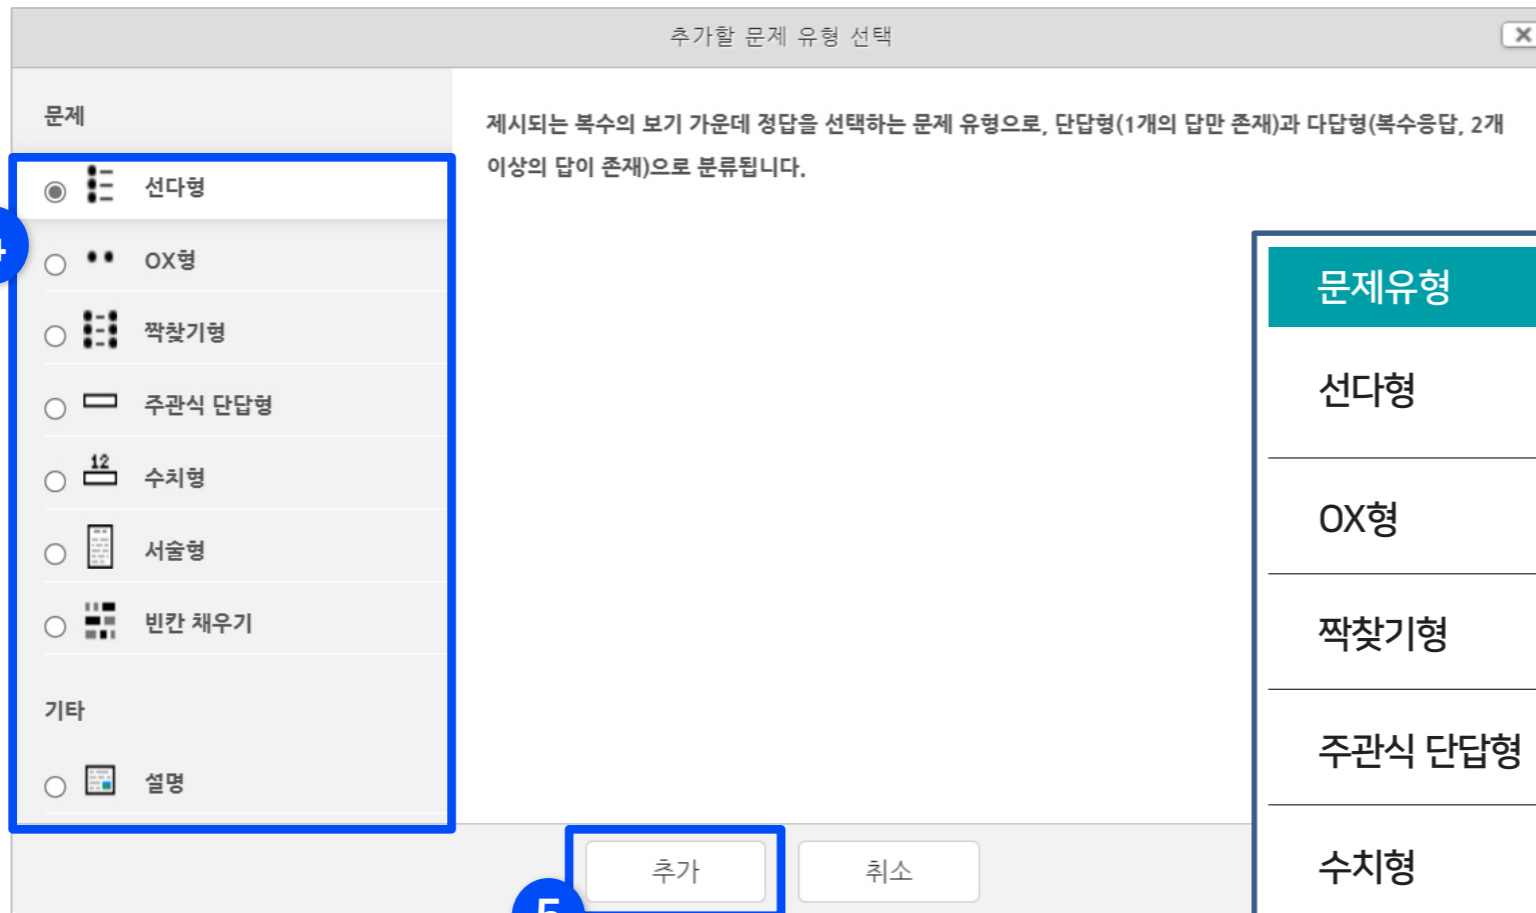 추가할 문제 유형 선택
문제
선다형
OX형
짝찾기형
주관식 단답형
12
수치형
서술형
빈칸 채우기
기타
설명
제시되는 복수의 보기 가운데 정답을 선택하는 문제 유형으로, 단답형(1개의 답만 존재)과 다답형(복수응답, 2개
이상의 답이 존재)으로 분류됩니다.
4
추가
취소
5
문제유형
선다형
OX형
짝찾기형
주관식 단답형
수치형